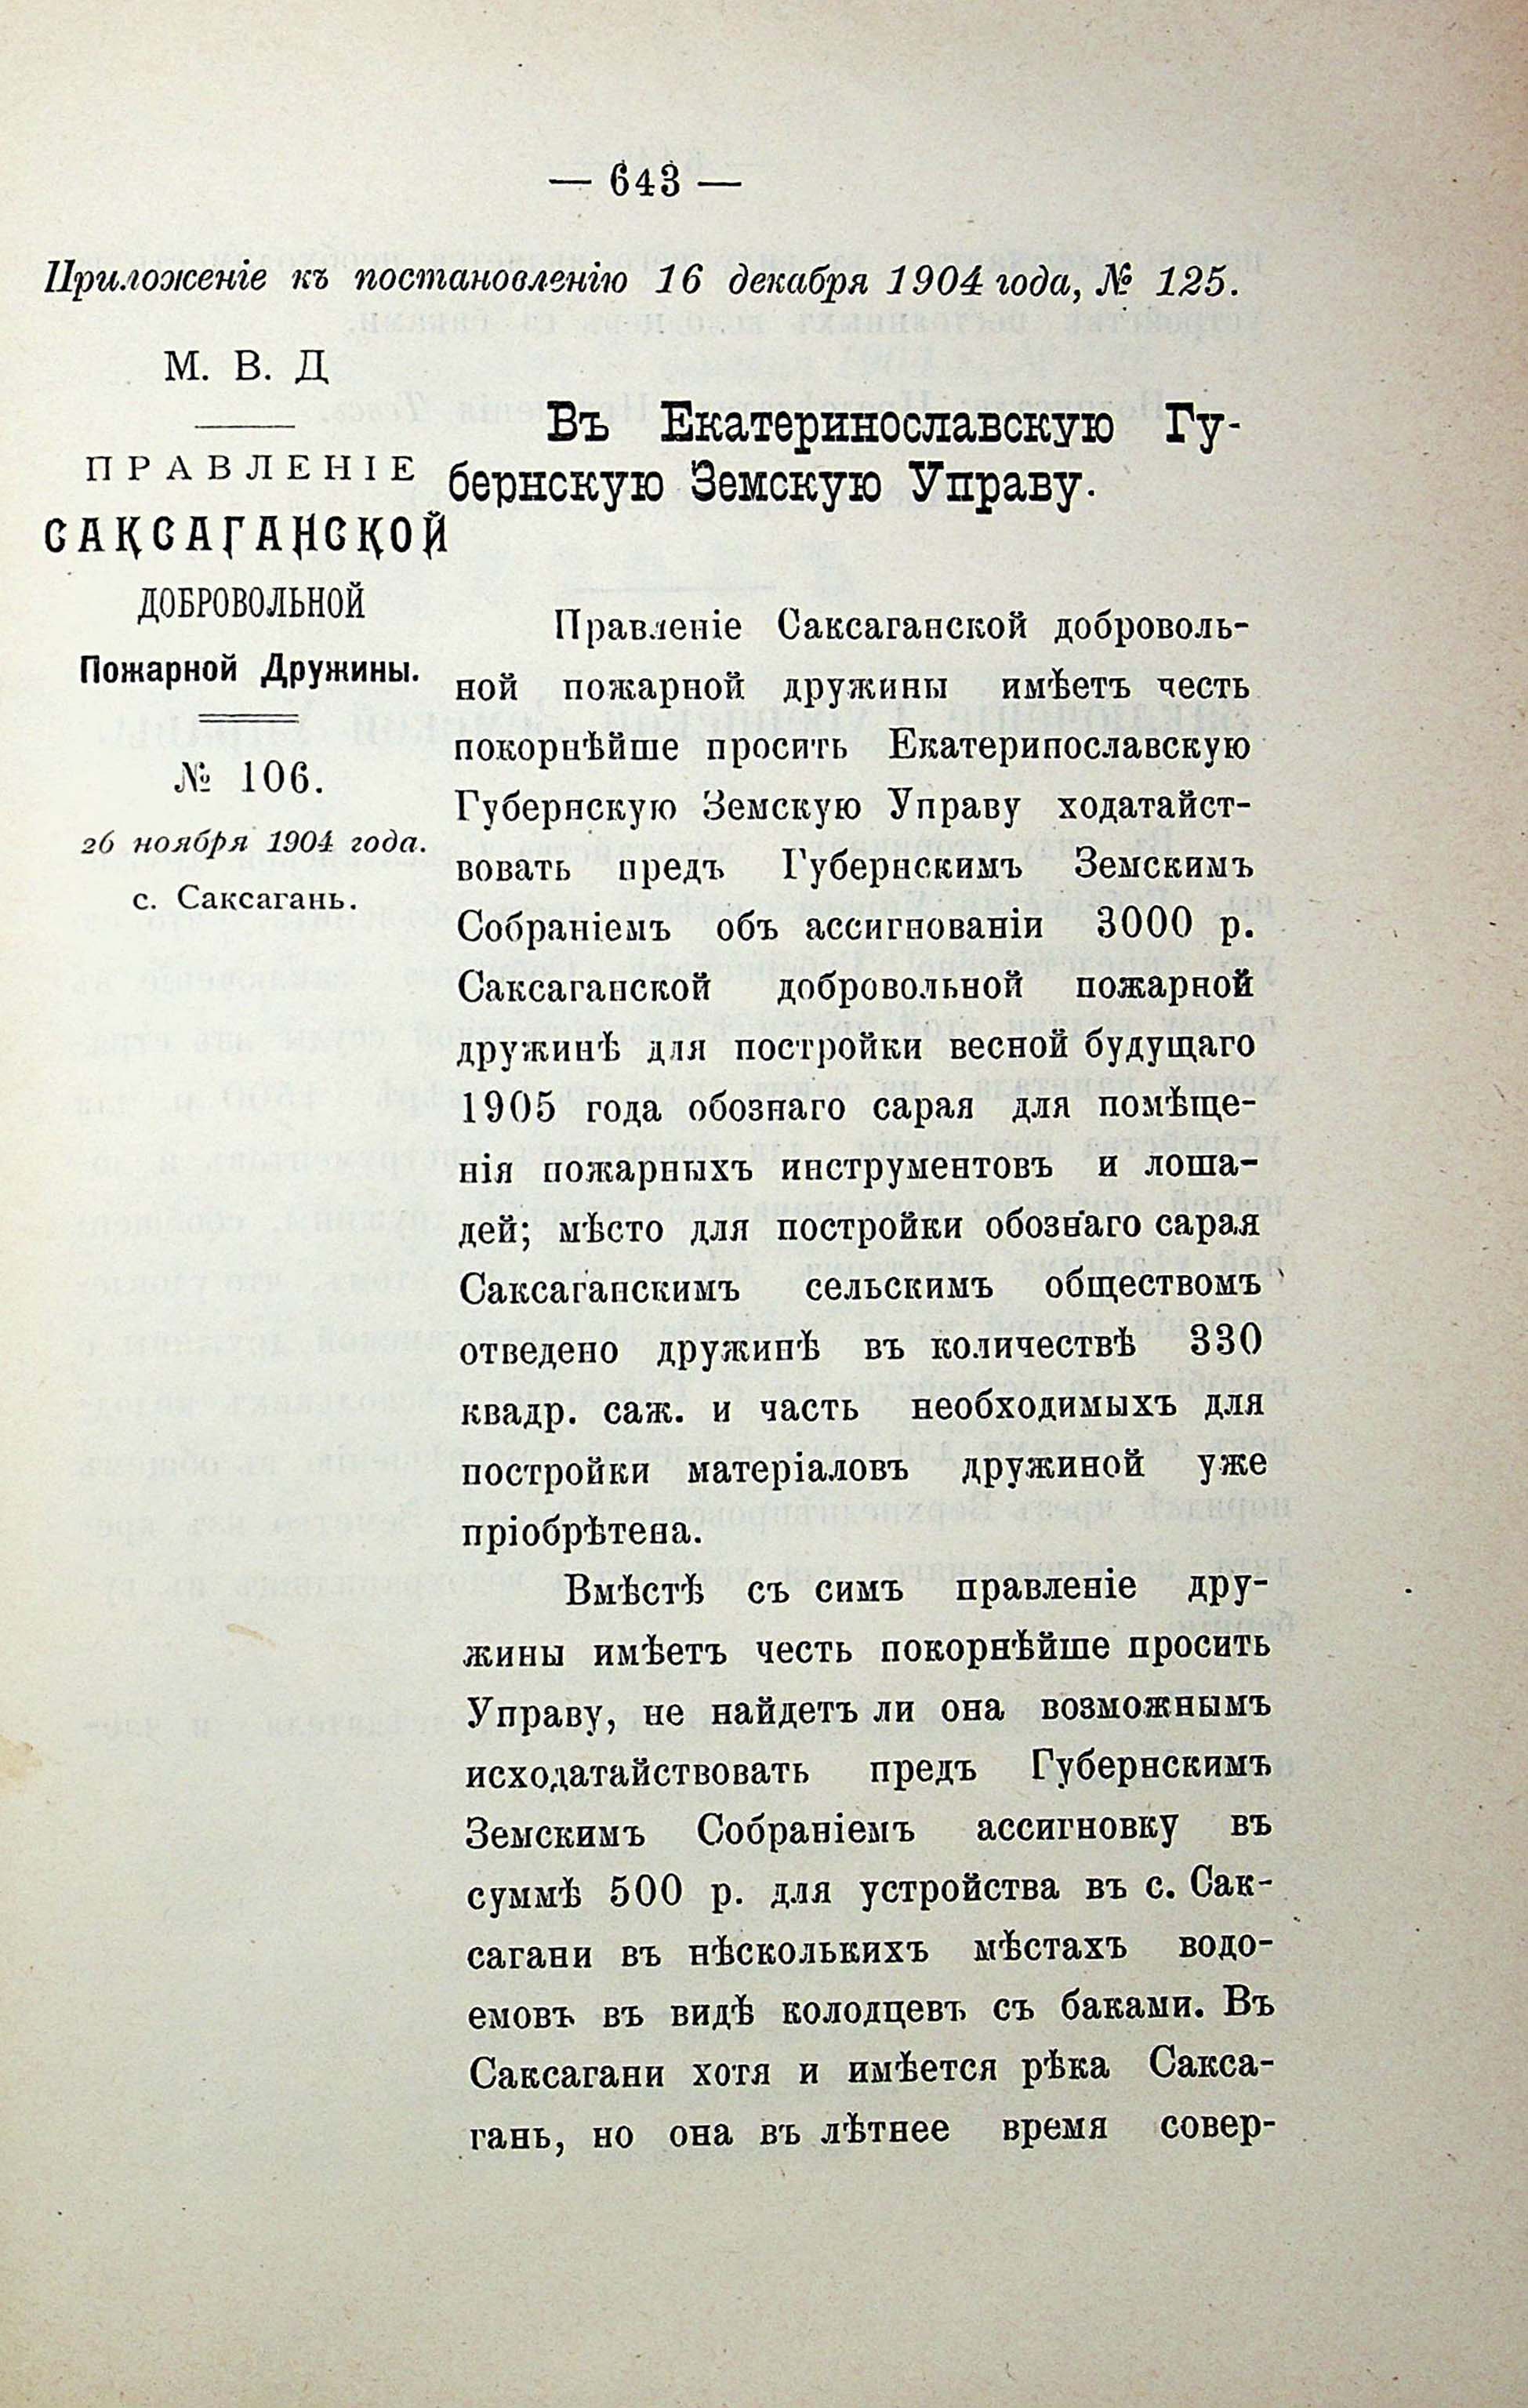 — 643 —
Приложеніе къ постановленію 16 декабря 1904 года, № 125.
М. В. Д
ПРАВЛЕНІЕ
САКСАГАНСКОЙ
ДОБРОВОЛЬНОЙ
Пожарной Дружины.
№ 106.
26 ноября 1904 года.
с. Саксагань.
Въ Екатеринославскую Гу-
бернскую Земскую Управу.
Правленіе Саксаганской доброволь-
ной пожарной дружины имѣетъ честь
покорнѣйше просить Екатеринославскую
Губернскую Земскую Управу ходатайст-
вовать предъ Губернскимъ Земскимъ
Собраніемъ объ ассигнованіи 3000 р.
Саксаганской добровольной пожарной
дружинѣ для постройки весной будущаго
1905 года обознаго сарая для помѣще-
нія пожарныхъ инструментовъ и лоша-
дей; мѣсто для постройки обознаго сарая
Саксаганскимъ сельскимъ обществомъ
отведено дружинѣ въ количествѣ 330
квадр. саж. и часть необходимыхъ для
постройки матеріаловъ дружиной уже
пріобрѣтена.
Вмѣстѣ съ симъ правленіе дру-
жины имѣетъ честь покорнѣйше просить
Управу, не найдетъ ли она возможнымъ
исходатайствовать предъ Губернскимъ
Земскимъ Собраніемъ ассигновку въ
суммѣ 500 р. для устройства въ с. Сак-
сагани въ нѣсколькихъ мѣстахъ водо-
емовъ въ видѣ колодцевъ съ баками. Въ
Саксагани хотя и имѣется рѣка Сакса-
гань, но она въ лѣтнее время совер-